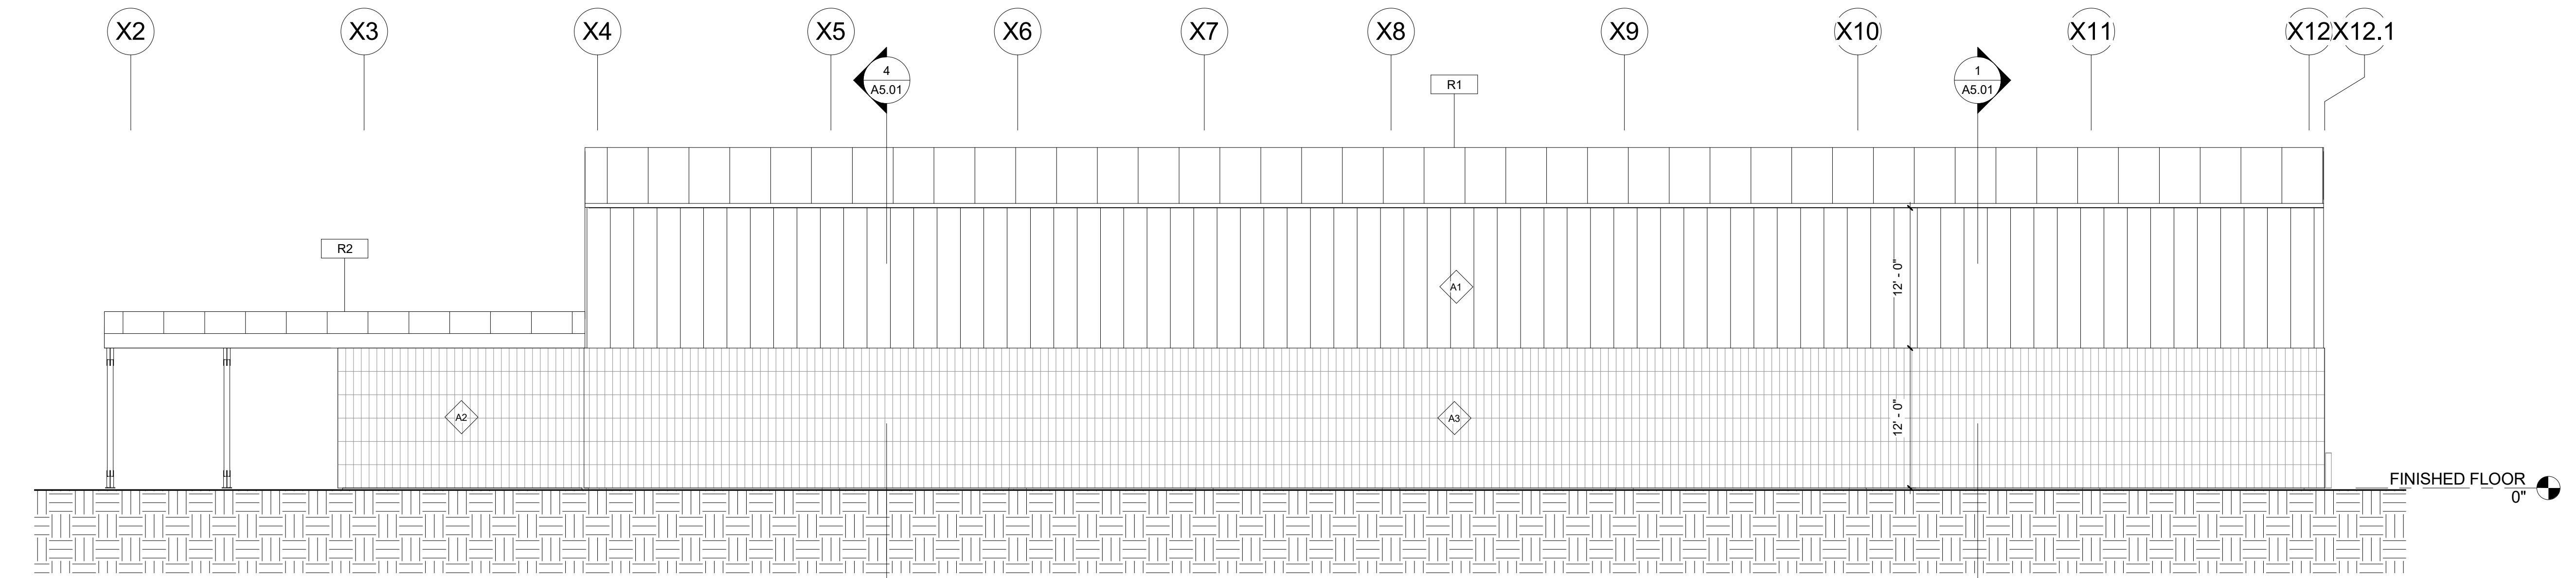 X2
X3
X4
X5
X6
X7
X8
X9
X10
X11
X12
X12.1
4
A5.01
R1
1
A5.01
R2
A1
12' - 0"
A2
A3
12' - 0"
FINISHED FLOOR
0"